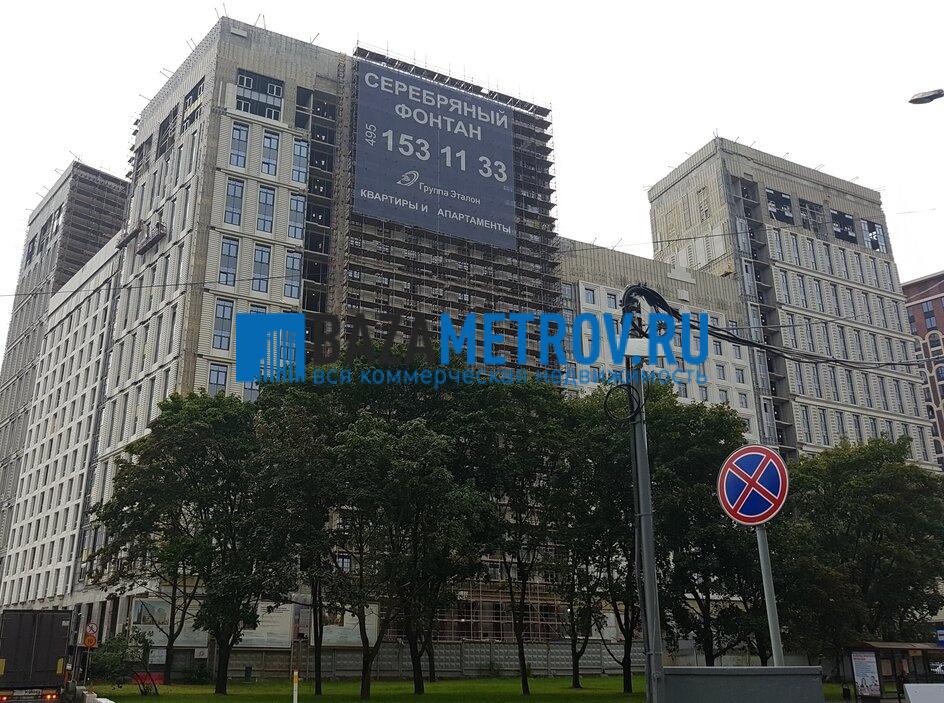 СЕРЕБРЯНЫЙ
ФОНТАН
495
153 11 33
Группа Эталон
КВАРТИРЫ И АПАРТАМЕНТЫ
BAZAMETROV.RU
вся коммерческая недвижимость